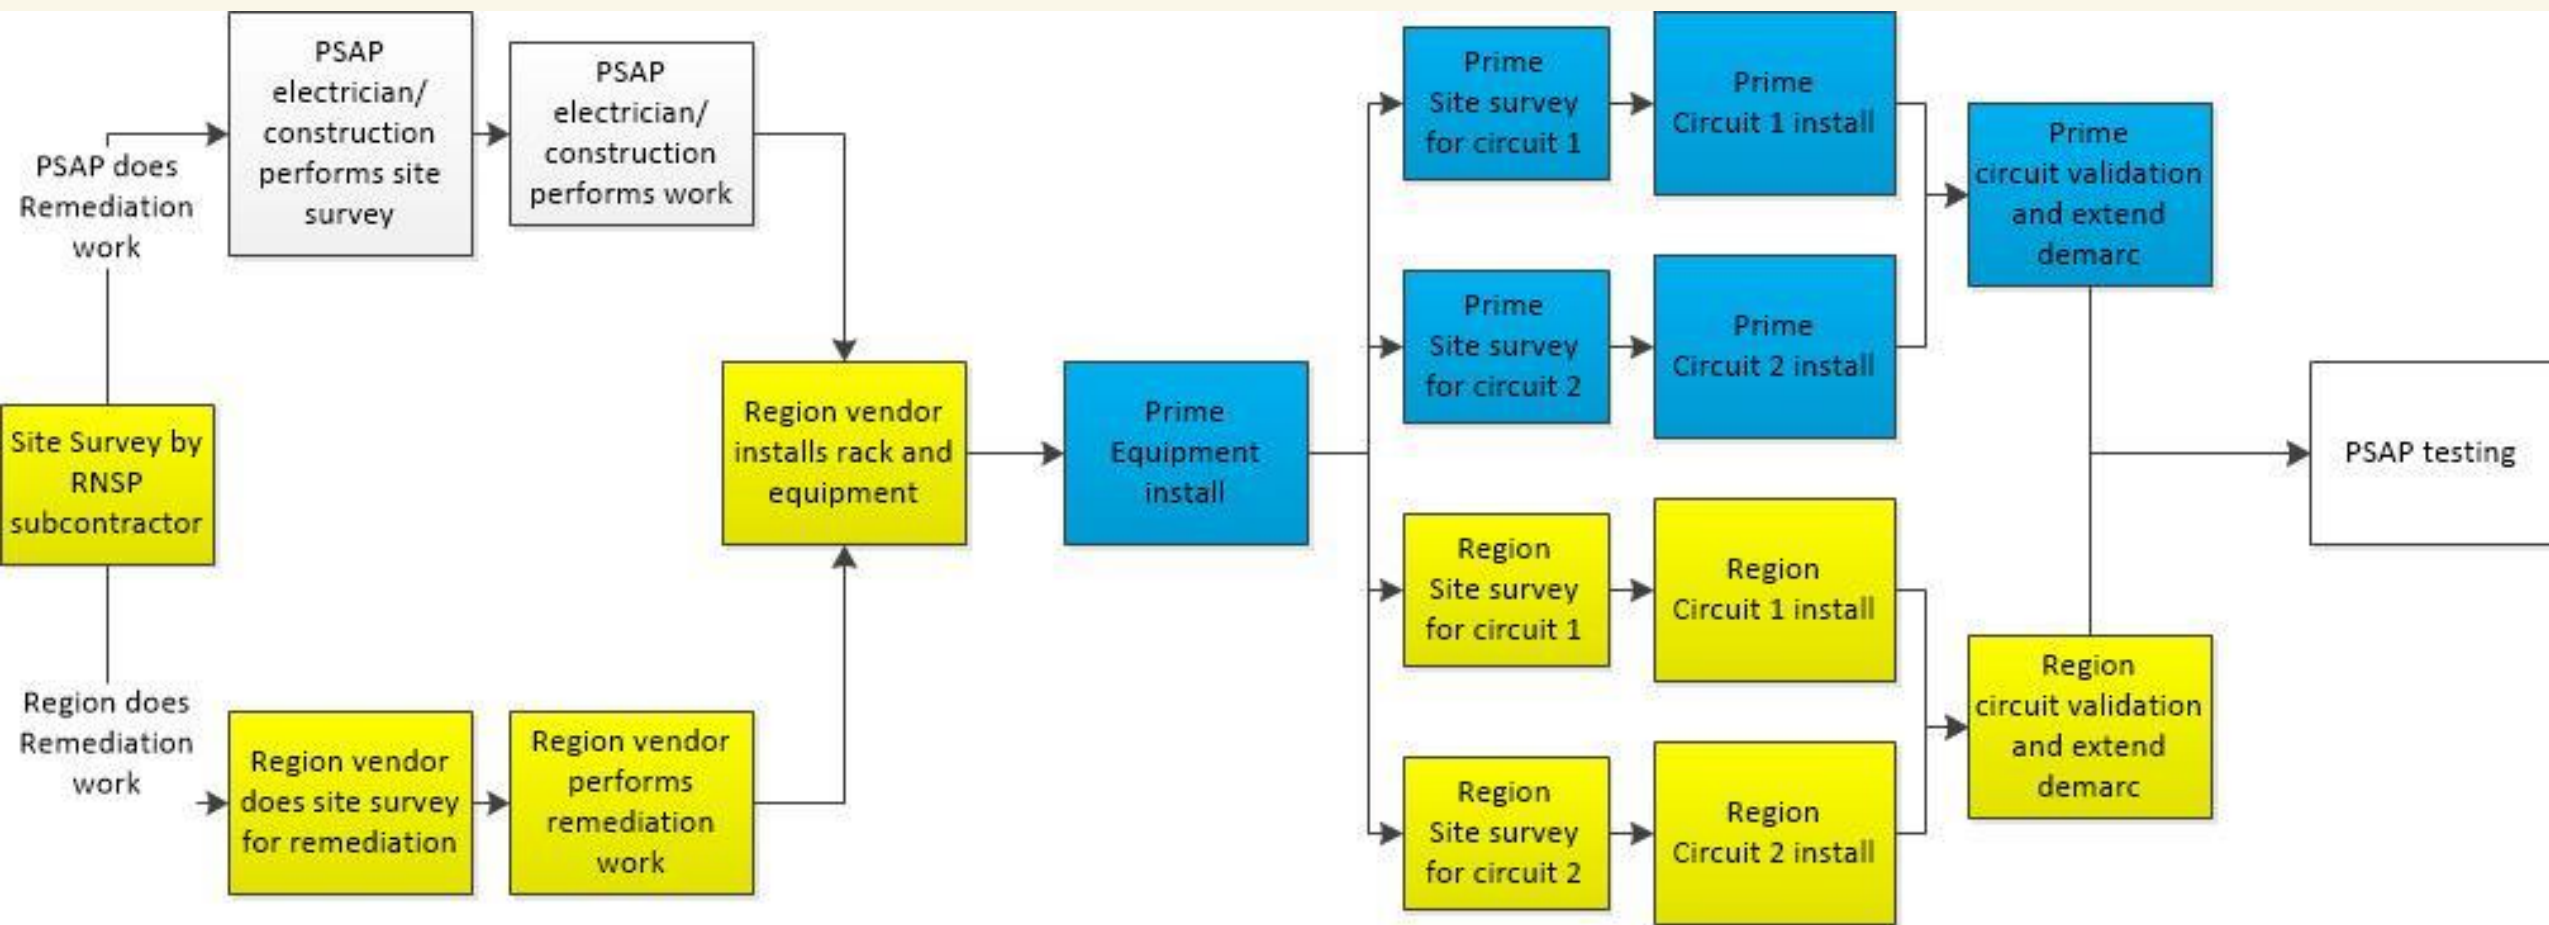 PSAP does
Remediation
work
PSAP
electrician/
construction
performs site
survey
PSAP
electrician/
construction
performs work
Site Survey by
RNSP
subcontractor
Region does
Remediation
work
Region vendor
does site survey
for remediation
Region vendor
performs
remediation
work
Region vendor
installs rack and
equipment
Prime
Equipment
install
Prime
Site survey
for circuit 1
Prime
Circuit 1 install
Prime
Site survey
for circuit 2
Prime
Circuit 2 install
Prime
circuit validation
and extend
demarc
Region
Site survey
for circuit 1
Region
Circuit 1 install
Region
Site survey
for circuit 2
Region
Circuit 2 install
Region
circuit validation
and extend
demarc
PSAP testing